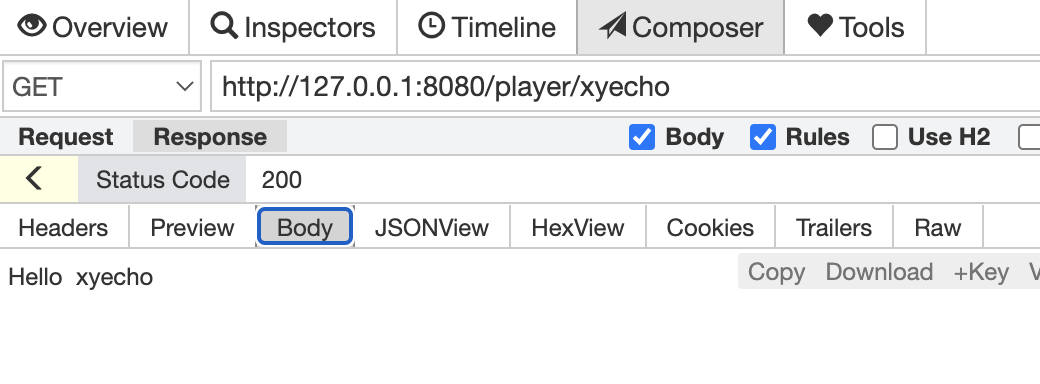 Overview Inspectors Timeline Composer Tools
GET http://127.0.0.1:8080/player/xyecho
Request Response Body Rules Use H2
Status Code 200
Headers Preview Body JSONView HexView Cookies Trailers Raw
Hello  xyecho Copy Download +Key